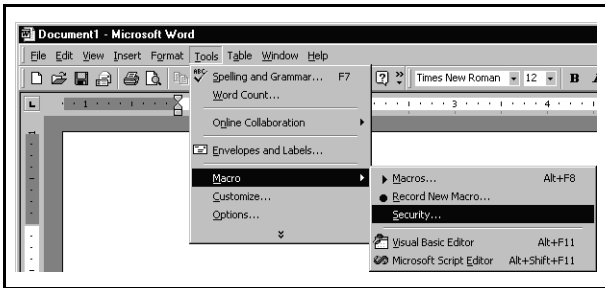 Document1 - Microsoft Word
File Edit View Insert Format Tools Table Window Help
Times New Roman 12 B
ABC Spelling and Grammar... F7
Word Count...
L 1 3 4
Online Collaboration
Envelopes and Labels...
Macro
Customize...
Options...
Macros... Alt+F8
Record New Macro...
Security...
Visual Basic Editor Alt+F11
Microsoft Script Editor Alt+Shift+F11